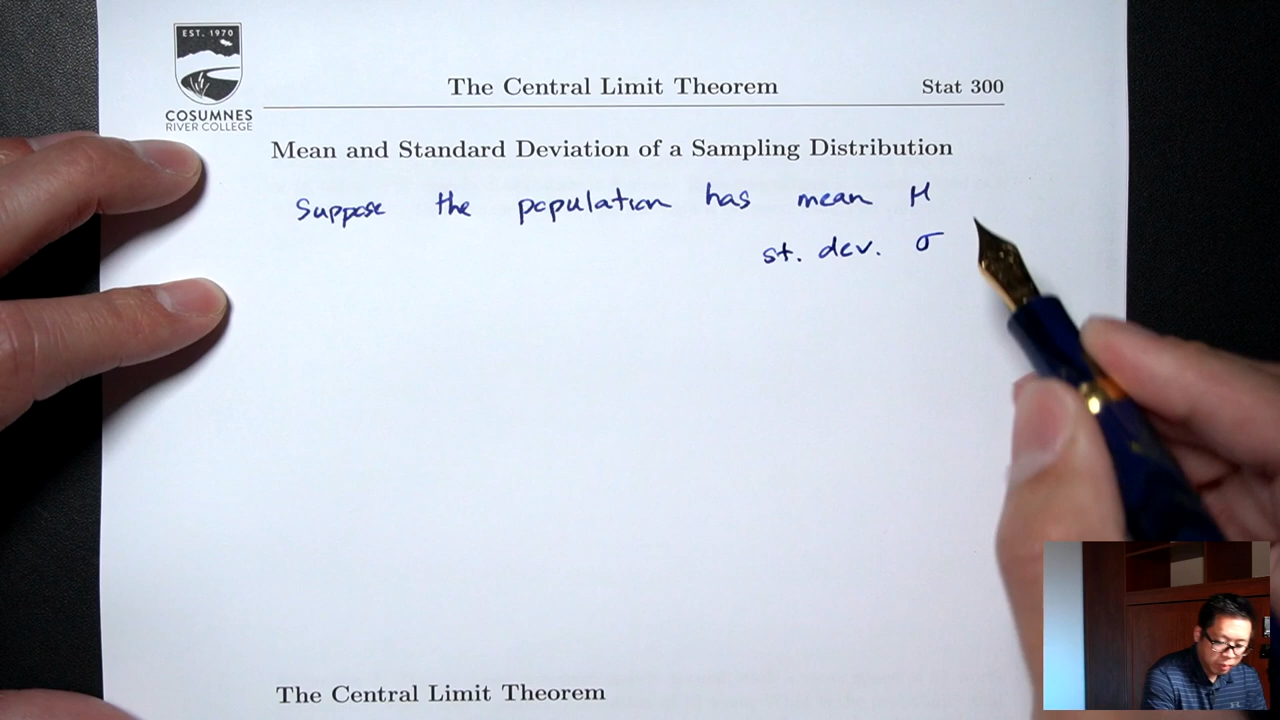 EST. 1970
COSUMNES
RIVER COLLEGE
The Central Limit Theorem Stat 300
Mean and Standard Deviation of a Sampling Distribution
Suppose the population has mean μ
st. dev. σ
The Central Limit Theorem